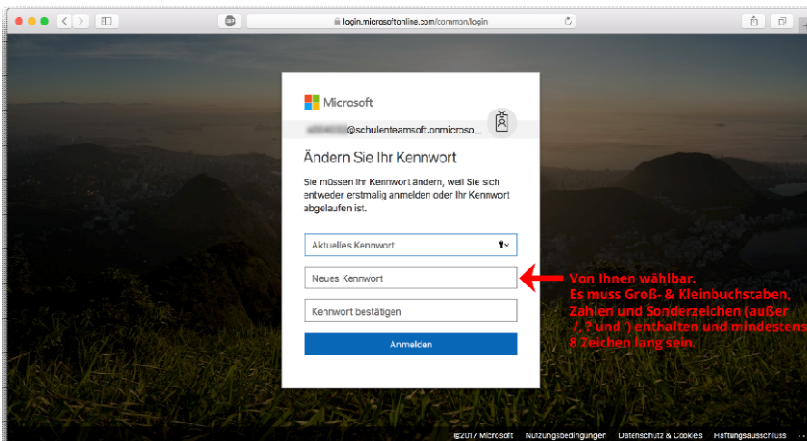 login.microsoftonline.com/common/login
Microsoft
@schulenteamsoft.onmicroso...
Ändern Sie Ihr Kennwort
Sie müssen Ihr Kennwort ändern, weil Sie sich
entweder erstmalig anmelden oder Ihr Kennwort
abgelaufen ist.
Aktuelles Kennwort
Neues Kennwort
Kennwort bestätigen
Anmelden
Von Ihnen wählbar.
Es muss Groß- & Kleinbuchstaben,
Zahlen und Sonderzeichen (außer
/, ? und ) enthalten und mindestens
8 Zeichen lang sein.
©2017 Microsoft Nutzungsbedingungen Datenschutz & Cookies Haftungsausschluss